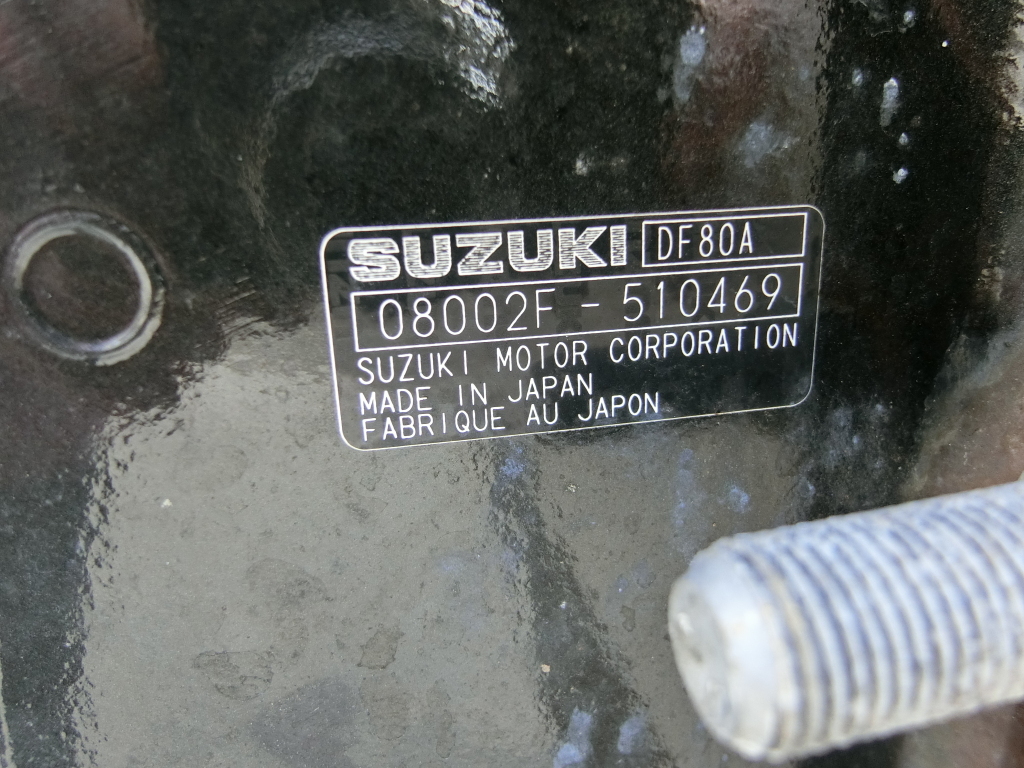 SUZUKI DF80A
08002F - 510469
SUZUKI MOTOR CORPORATION
MADE IN JAPAN
FABRIQUE AU JAPON